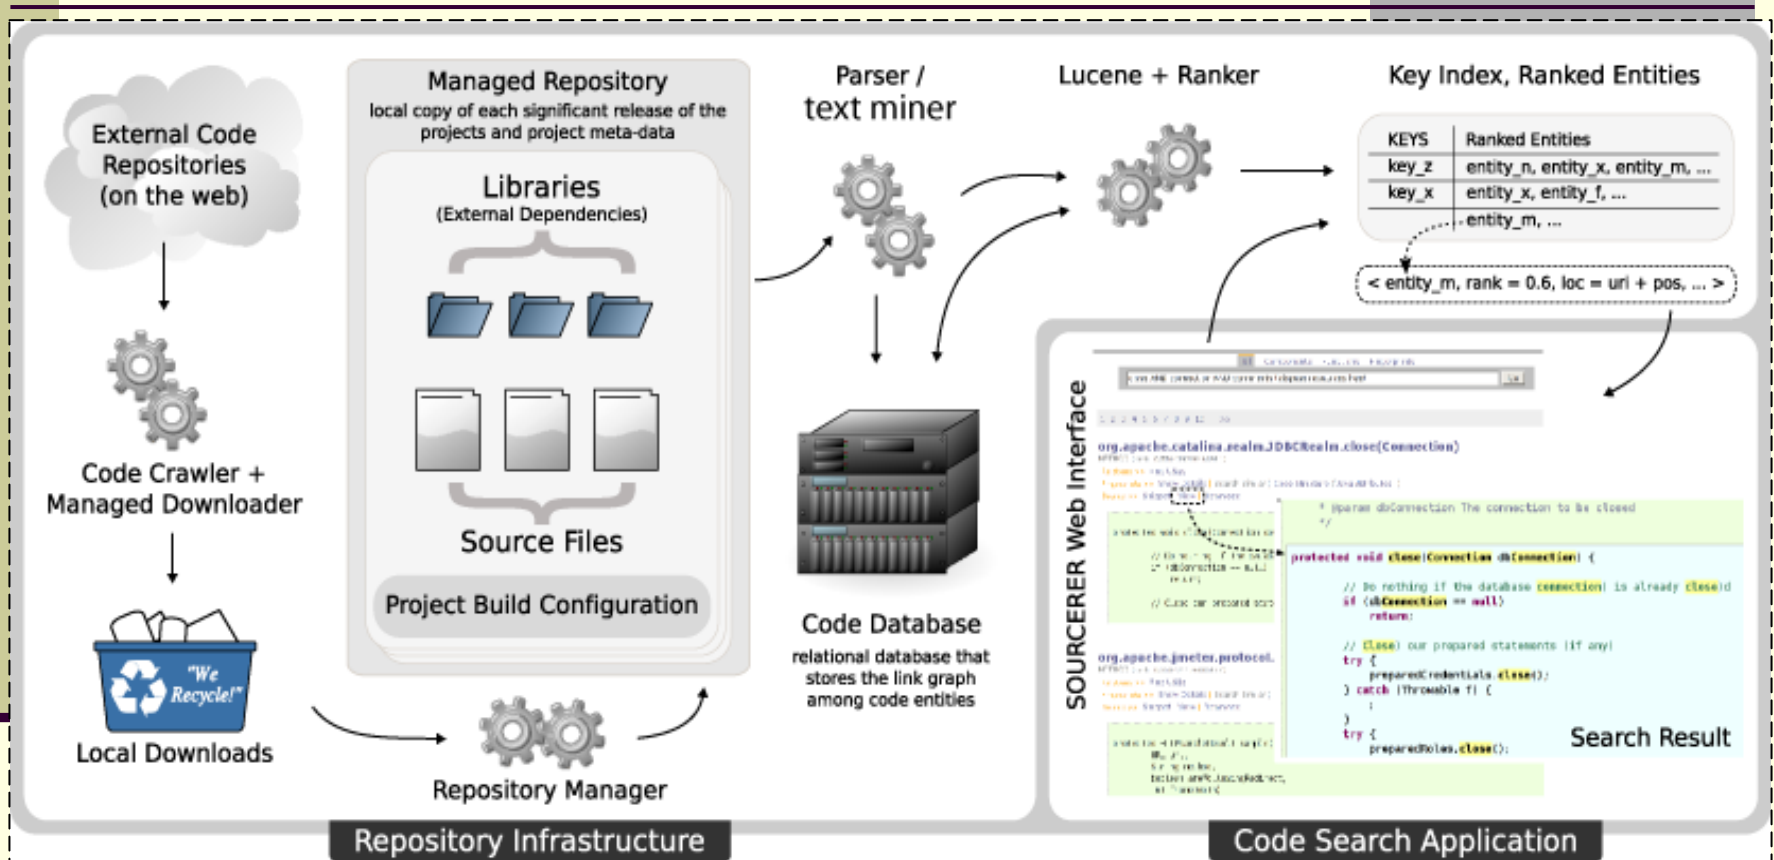 External Code
Repositories
(on the web)
Code Crawler +
Managed Downloader
"We
Recycle!"
Local Downloads
Managed Repository
local copy of each significant release of the
projects and project meta-data
Libraries
(External Dependencies)
Source Files
Project Build Configuration
Repository Manager
Parser /
text miner
Code Database
relational database that
stores the link graph
among code entities
Lucene + Ranker
Key Index, Ranked Entities
KEYS Ranked Entities
key_z entity_n, entity_x, entity_m, ...
key_x entity_x, entity_f, ...
entity_m, ...
< entity_m, rank = 0.6, loc = uri + pos, ... >
SOURCERER Web Interface
org.apache.catalina.realm.JDBCRealm.close(Connection)
org.apache.jmeter.protocol.
* @param dbConnection The connection to be closed
*/
protected void close(Connection dbConnection) {
// Do nothing if the database connection) is already close)d
if (dbConnection == null)
return;
// Close) our prepared statements (if any)
try {
preparedCredentials.close();
} catch (Throwable f) {
;
}
try {
preparedRoles.close();
Search Result
Repository Infrastructure
Code Search Application